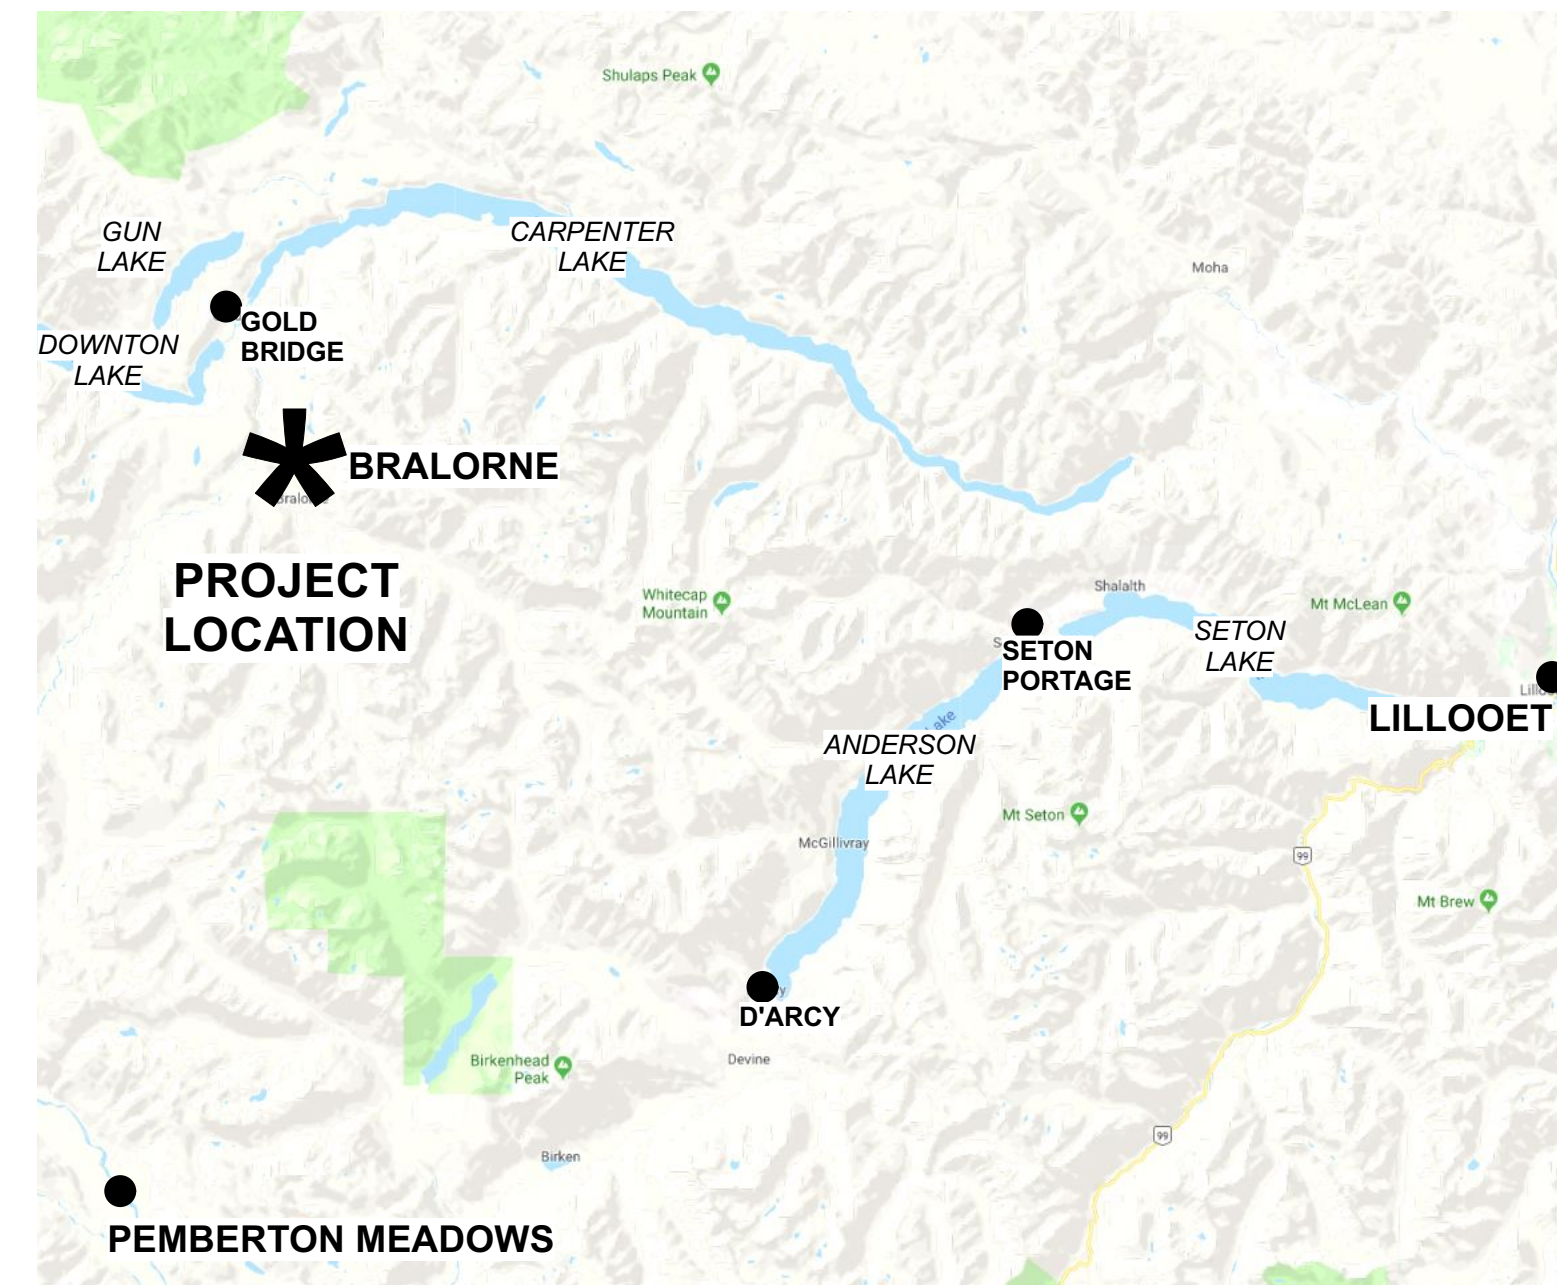 Shulaps Peak
GUN
LAKE
CARPENTER
LAKE
Moha
GOLD
BRIDGE
DOWNTON
LAKE
BRALORNE
PROJECT
LOCATION
Whitecap
Mountain
Shalalth
Mt McLean
SETON
LAKE
SETON
PORTAGE
LILLOOET
Lake
ANDERSON
LAKE
Mt Seton
McGillivray
99
Mt Brew
D'ARCY
Devine
Birkenhead
Peak
99
Birken
PEMBERTON MEADOWS